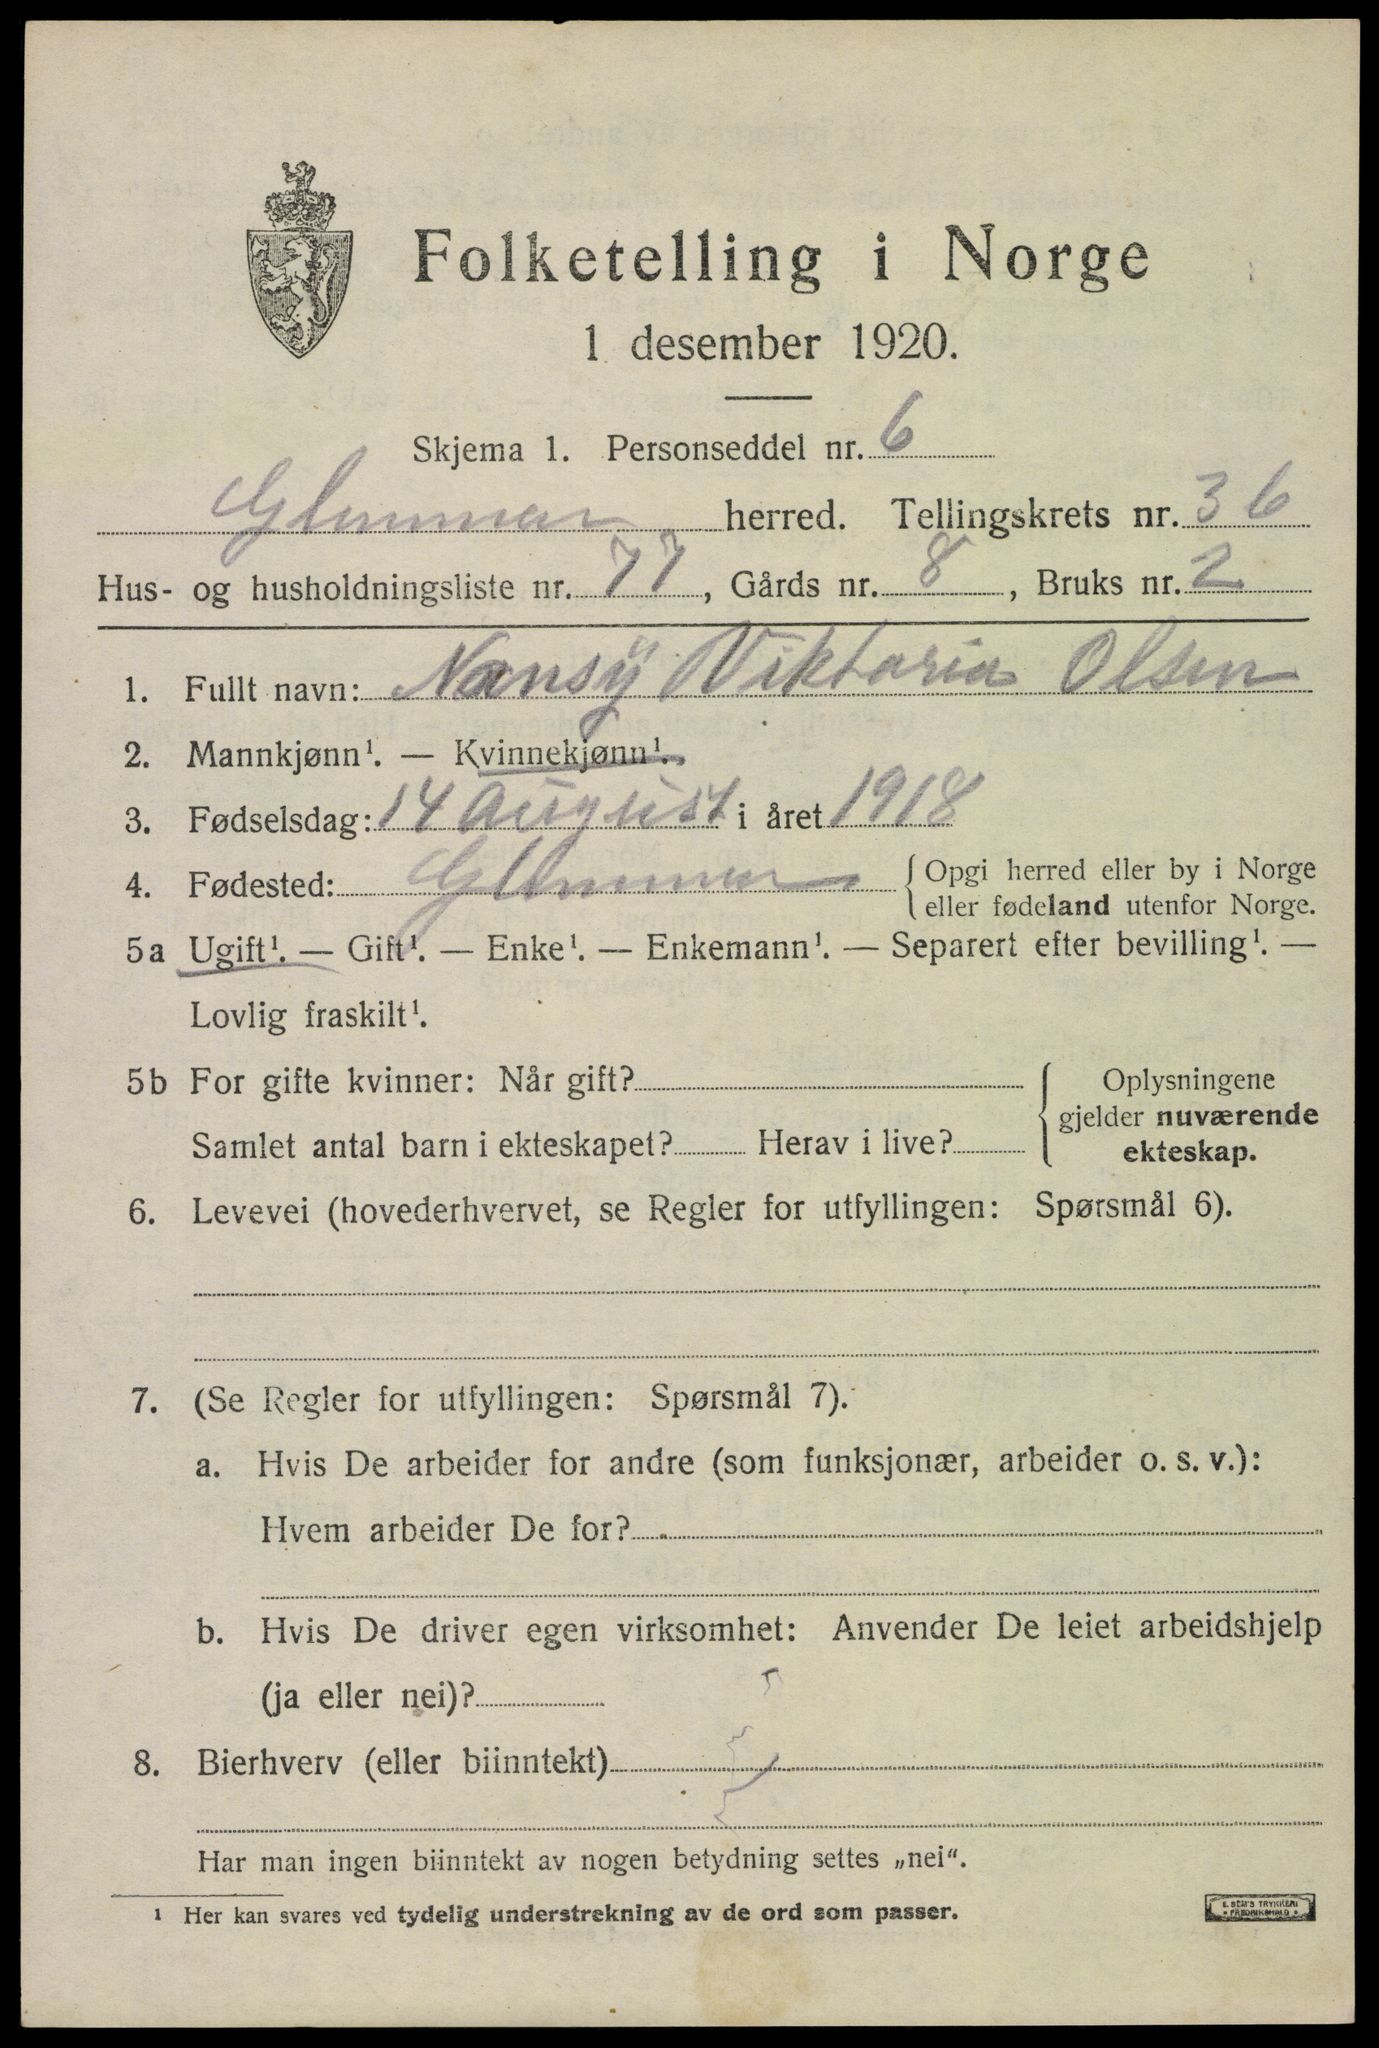 Folketelling i Norge
1 desember 1920.
Skjema 1. Personseddel nr. 6
Glemmen herred. Tellingskrets nr. 36
Hus- og husholdningsliste nr. 77, Gårds nr. 8, Bruks nr. 2
1. Fullt navn: Nansÿ Viktoria Olsen
2. Mannkjønn¹. — Kvinnekjønn¹.
3. Fødselsdag: 14 August i året 1918
4. Fødested: Glemmen { Opgi herred eller by i Norge
eller fødeland utenfor Norge.
5a Ugift¹. — Gift¹. — Enke¹. — Enkemann¹. — Separert efter bevilling¹. —
Lovlig fraskilt¹.
5b For gifte kvinner: Når gift? { Oplysningene
gjelder nuværende
Samlet antal barn i ekteskapet? Herav i live? ekteskap.
6. Levevei (hovederhvervet, se Regler for utfyllingen: Spørsmål 6).
7. (Se Regler for utfyllingen: Spørsmål 7).
a. Hvis De arbeider for andre (som funksjonær, arbeider o. s. v.):
Hvem arbeider De for?
b. Hvis De driver egen virksomhet: Anvender De leiet arbeidshjelp
(ja eller nei)?
8. Bierhverv (eller biinntekt)
Har man ingen biinntekt av nogen betydning settes „nei“.
¹ Her kan svares ved tydelig understrekning av de ord som passer.
E. SEM'S TRYKKERI
FREDRIKSHALD